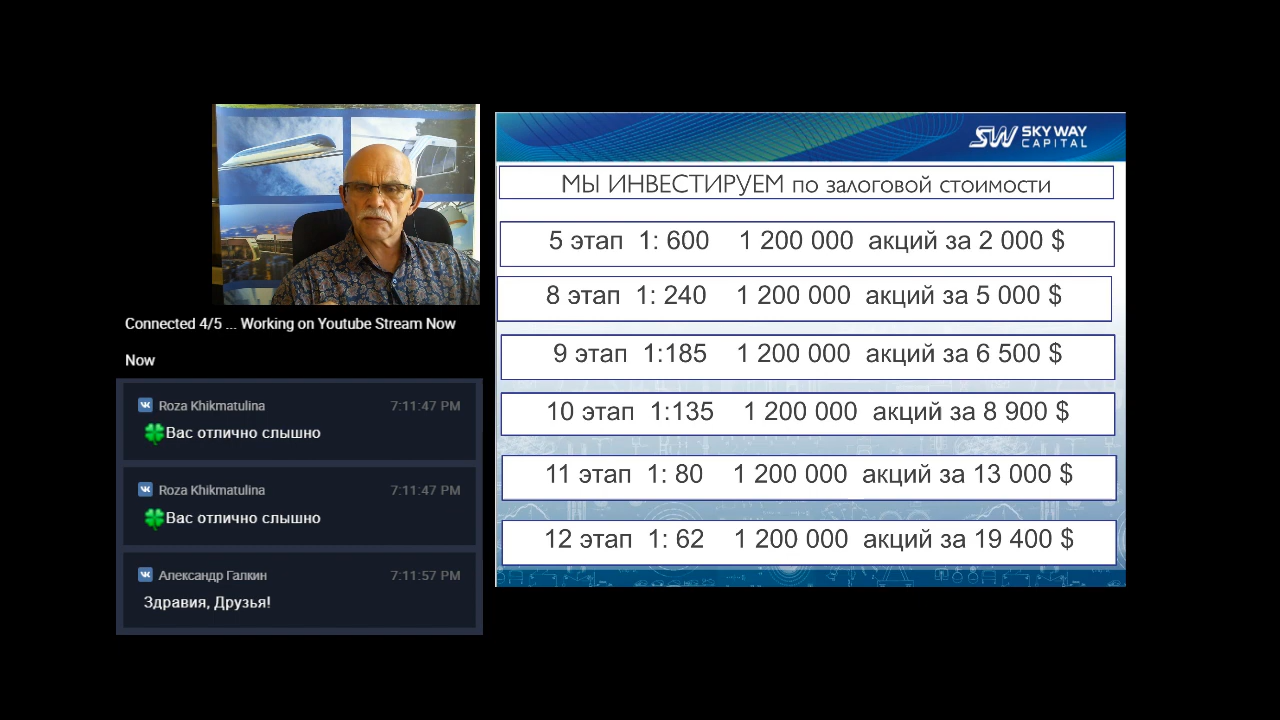 Connected 4/5 ... Working on Youtube Stream Now
Now
Roza Khikmatulina 7:11:47 PM
🍀Вас отлично слышно
Roza Khikmatulina 7:11:47 PM
🍀Вас отлично слышно
Александр Галкин 7:11:57 PM
Здравия, Друзья!
SW SKY WAY
CAPITAL
МЫ ИНВЕСТИРУЕМ по залоговой стоимости
5 этап 1: 600 1 200 000 акций за 2 000 $
8 этап 1: 240 1 200 000 акций за 5 000 $
9 этап 1:185 1 200 000 акций за 6 500 $
10 этап 1:135 1 200 000 акций за 8 900 $
11 этап 1: 80 1 200 000 акций за 13 000 $
12 этап 1: 62 1 200 000 акций за 19 400 $